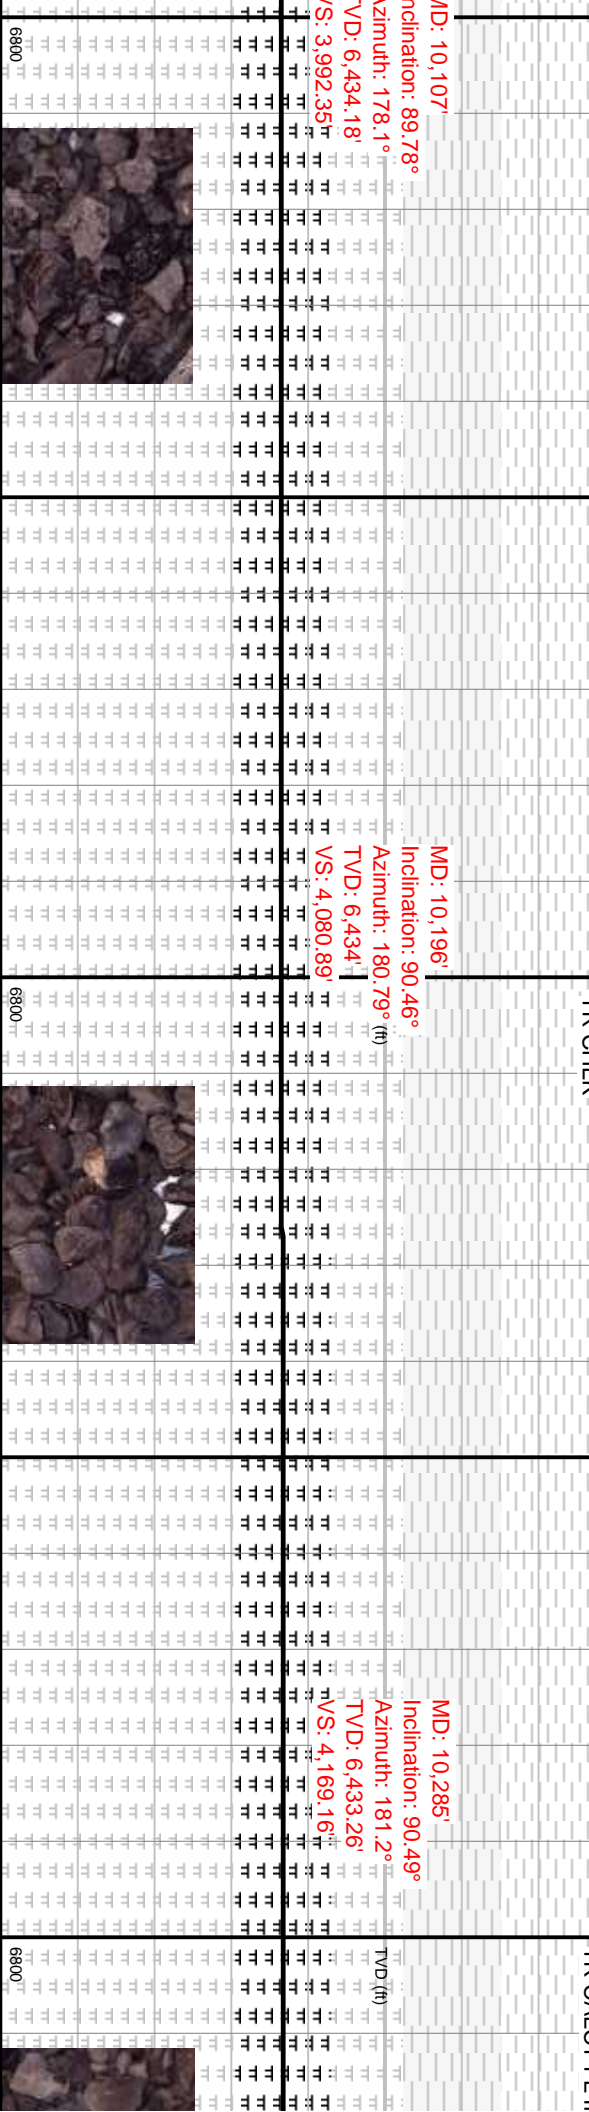 MD: 10,107'
Inclination: 89.78°
Azimuth: 178.1°
TVD: 6,434.18'
VS: 3,992.35'
6800
MD: 10,196'
Inclination: 90.46°
Azimuth: 180.79°
TVD: 6,434'
VS: 4,080.89'
(ft)
6800
MD: 10,285'
Inclination: 90.49°
Azimuth: 181.2°
TVD: 6,433.26'
VS: 4,169.16'
TVD (ft)
6800